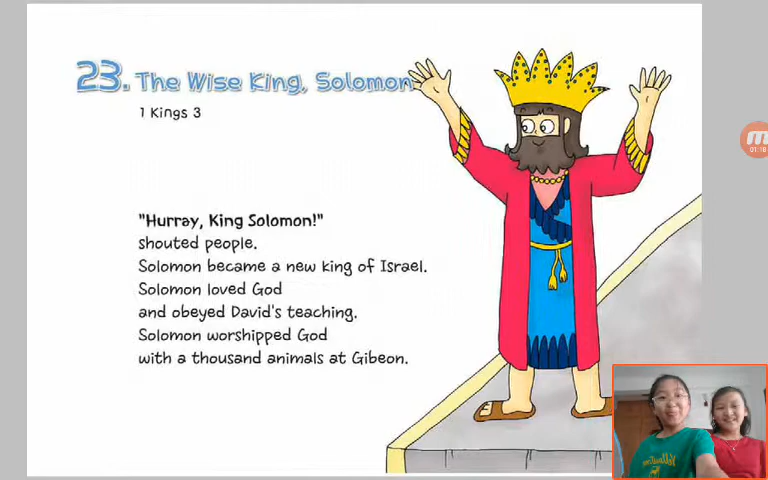 23. The Wise King, Solomon
1 Kings 3
"Hurray, King Solomon!"
shouted people.
Solomon became a new king of Israel.
Solomon loved God
and obeyed David's teaching.
Solomon worshipped God
with a thousand animals at Gibeon.